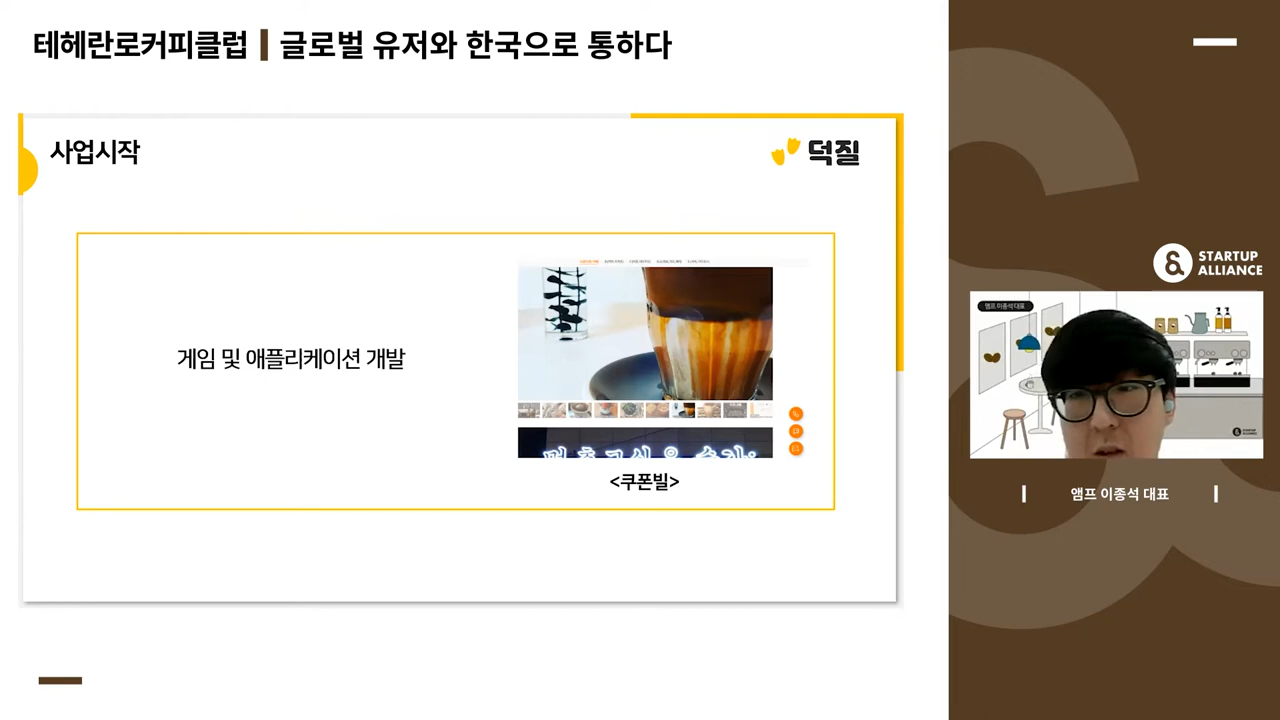 테헤란로커피클럽 | 글로벌 유저와 한국으로 통하다
사업시작
덕질
게임 및 애플리케이션 개발
<쿠폰빌>
& STARTUP
ALLIANCE
앰프 이종석 대표
앰프 이종석 대표